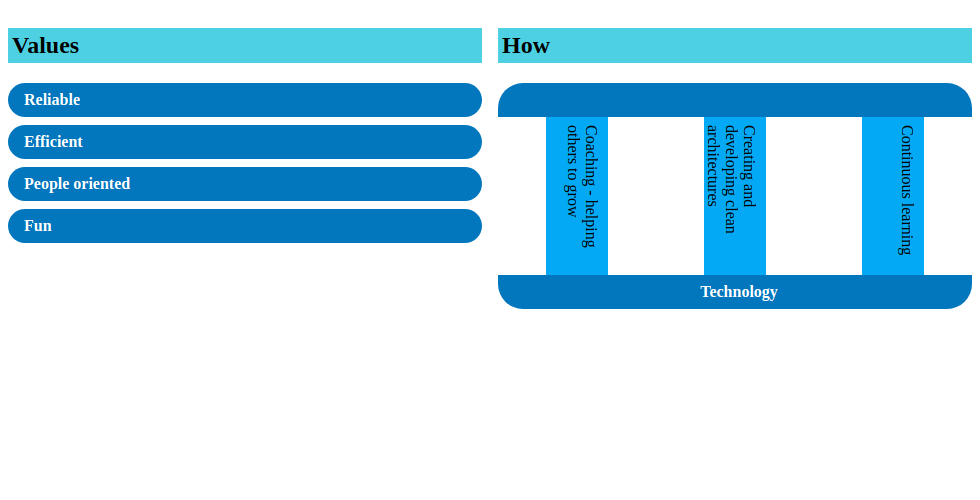 Values
Reliable
Efficient
People oriented
Fun
How
Coaching - helping
others to grow
Creating and
developing clean
architectures
Continuous learning
Technology